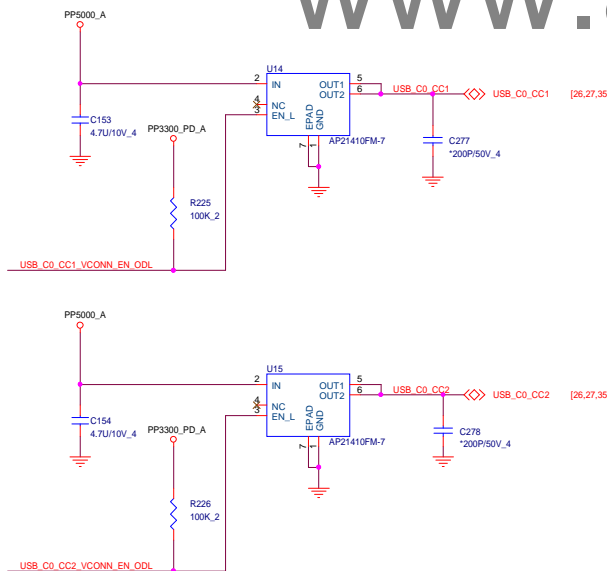 www.
PP5000_A
U14
2 IN OUT1 5
OUT2 6 USB_C0_CC1 USB_C0_CC1 [26,27,35
4 NC
3 EN_L
EPAD
GND
7 1
AP21410FM-7
C153
4.7U/10V_4
PP3300_PD_A
C277
*200P/50V_4
R225
100K_2
USB_C0_CC1_VCONN_EN_ODL
PP5000_A
U15
2 IN OUT1 5
OUT2 6 USB_C0_CC2 USB_C0_CC2 [26,27,35
4 NC
3 EN_L
EPAD
GND
7 1
AP21410FM-7
C154
4.7U/10V_4
PP3300_PD_A
C278
*200P/50V_4
R226
100K_2
USB_C0_CC2_VCONN_EN_ODL